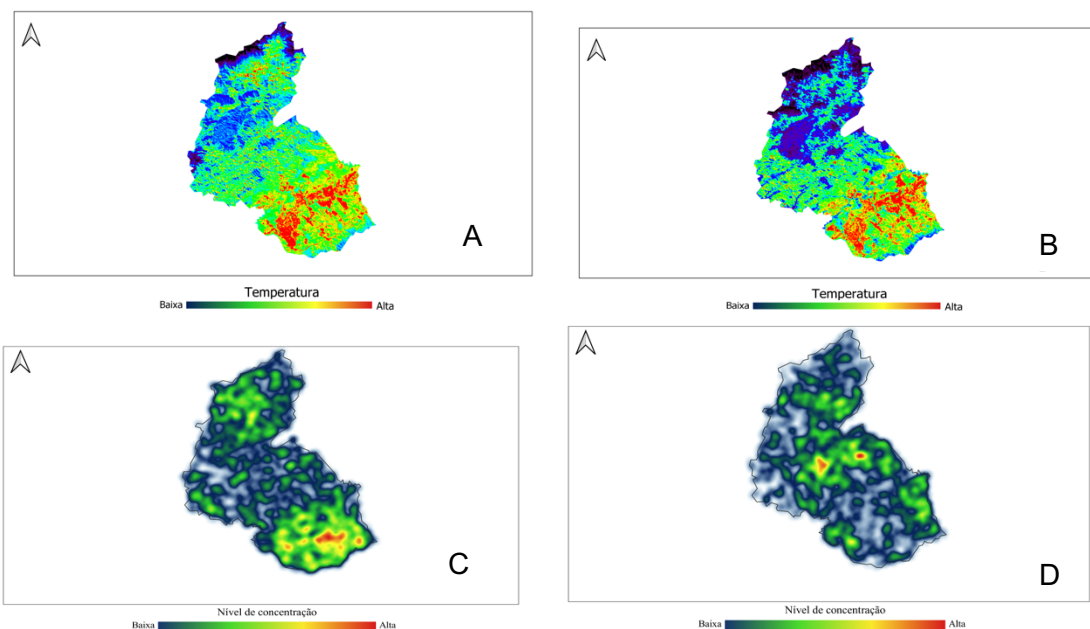 A
B
Temperatura
Baixa Alta
Temperatura
Baixa Alta
C
D
Nível de concentração
Baixa Alta
Nível de concentração
Baixa Alta